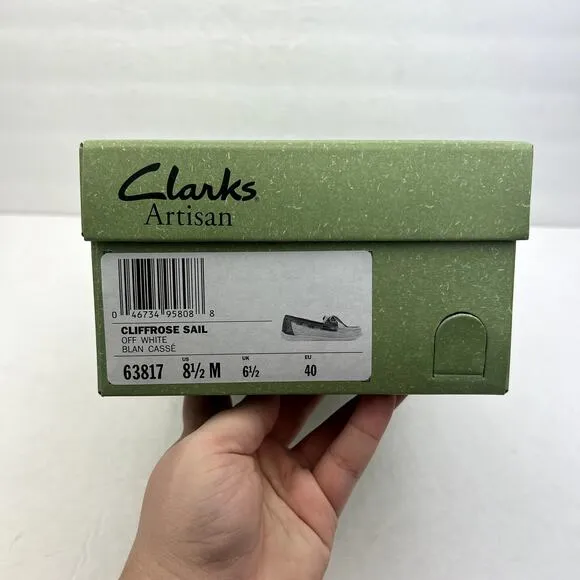 Clarks
Artisan
0 46734 95808 8
CLIFFROSE SAIL
OFF WHITE
BLAN CASSÉ
US UK EU
63817 8½ M 6½ 40